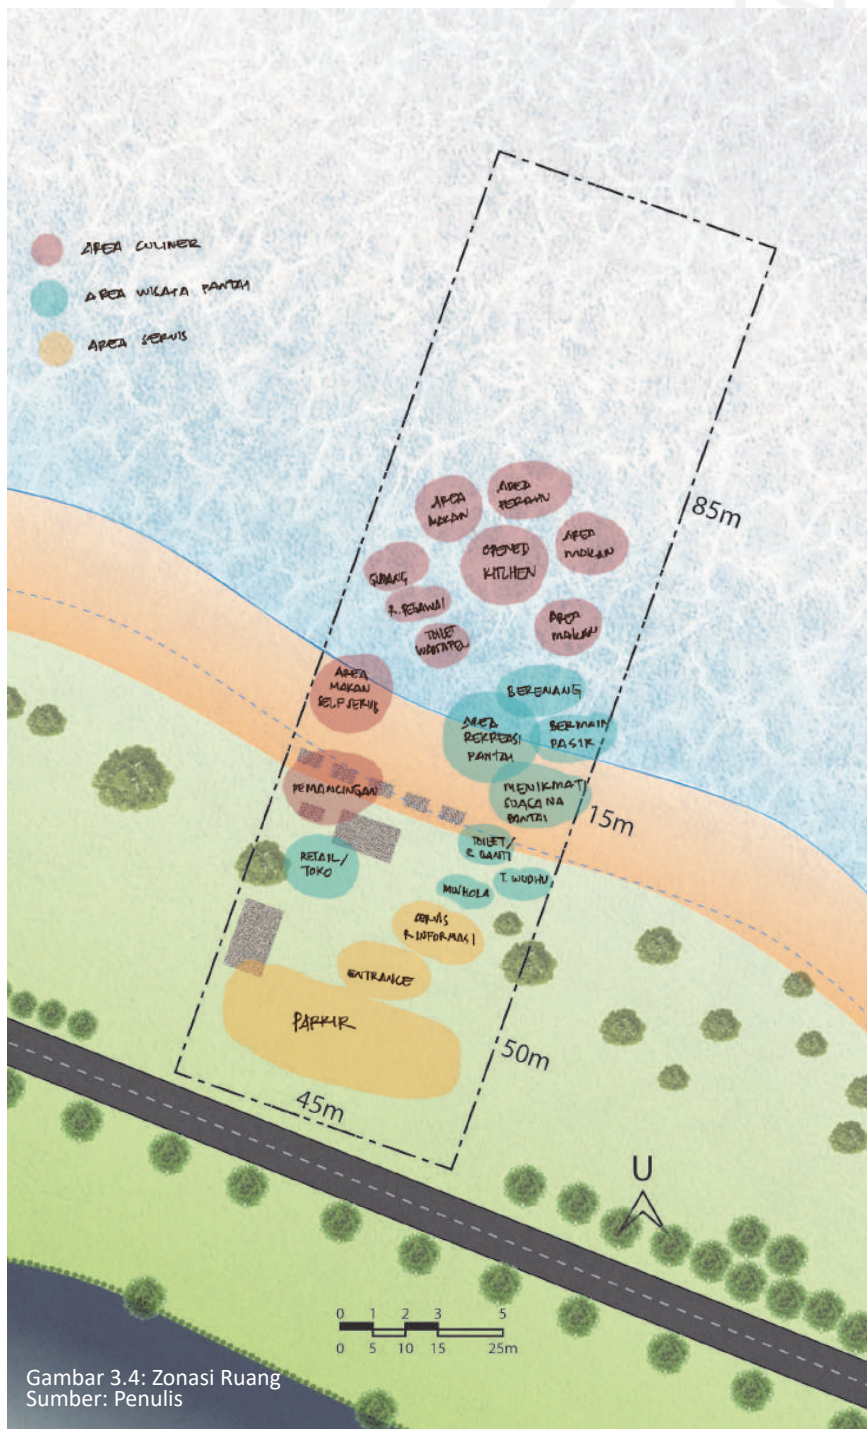 AREA CULINER
AREA WISATA PANTAI
AREA SERVIS
85m
AREA
MAKAN
AREA
PERAHU
OPENED
KITCHEN
AREA
MAKAN
GUDANG
R. PEGAWAI
TOILET
WASTAFEL
AREA
MAKAN
AREA
MAKAN
SELF SERVIS
BERENANG
AREA
REKREASI
PANTAI
BERMAIN
PASIR
PEMANCINGAN
MENIKMATI
SUASANA
PANTAI
15m
RETAIL/
TOKO
TOILET/
R. GANTI
T. WUDHU
MUSHOLA
SERVIS
R. INFORMASI
ENTRANCE
PARKIR
50m
45m
U
0 1 2 3 5
0 5 10 15 25m
Gambar 3.4: Zonasi Ruang
Sumber: Penulis